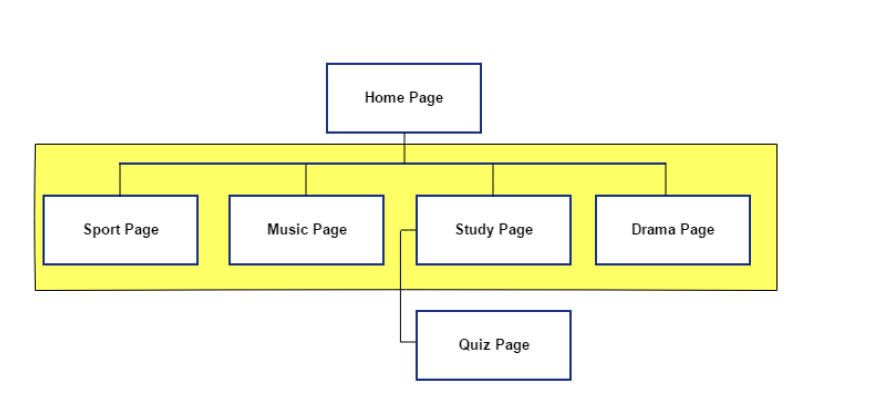 Home Page
Sport Page
Music Page
Study Page
Drama Page
Quiz Page